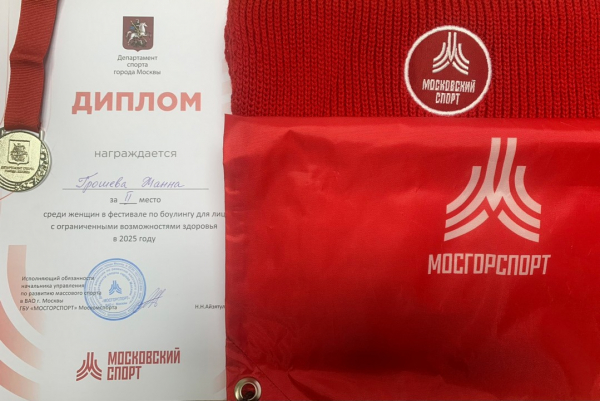 Департамент
спорта
города Москвы
ДИПЛОМ
награждается
Грошева Жанна
за II место
среди женщин в фестивале по боулингу для лиц
с ограниченными возможностями здоровья
в 2025 году
Исполняющий обязанности
начальника управления
по развитию массового спорта
в ВАО г. Москвы
ГБУ «МОСГОРСПОРТ» Москомспорта
МОСКОВСКИЙ
СПОРТ
МОСКОВСКИЙ
СПОРТ
МОСГОРСПОРТ